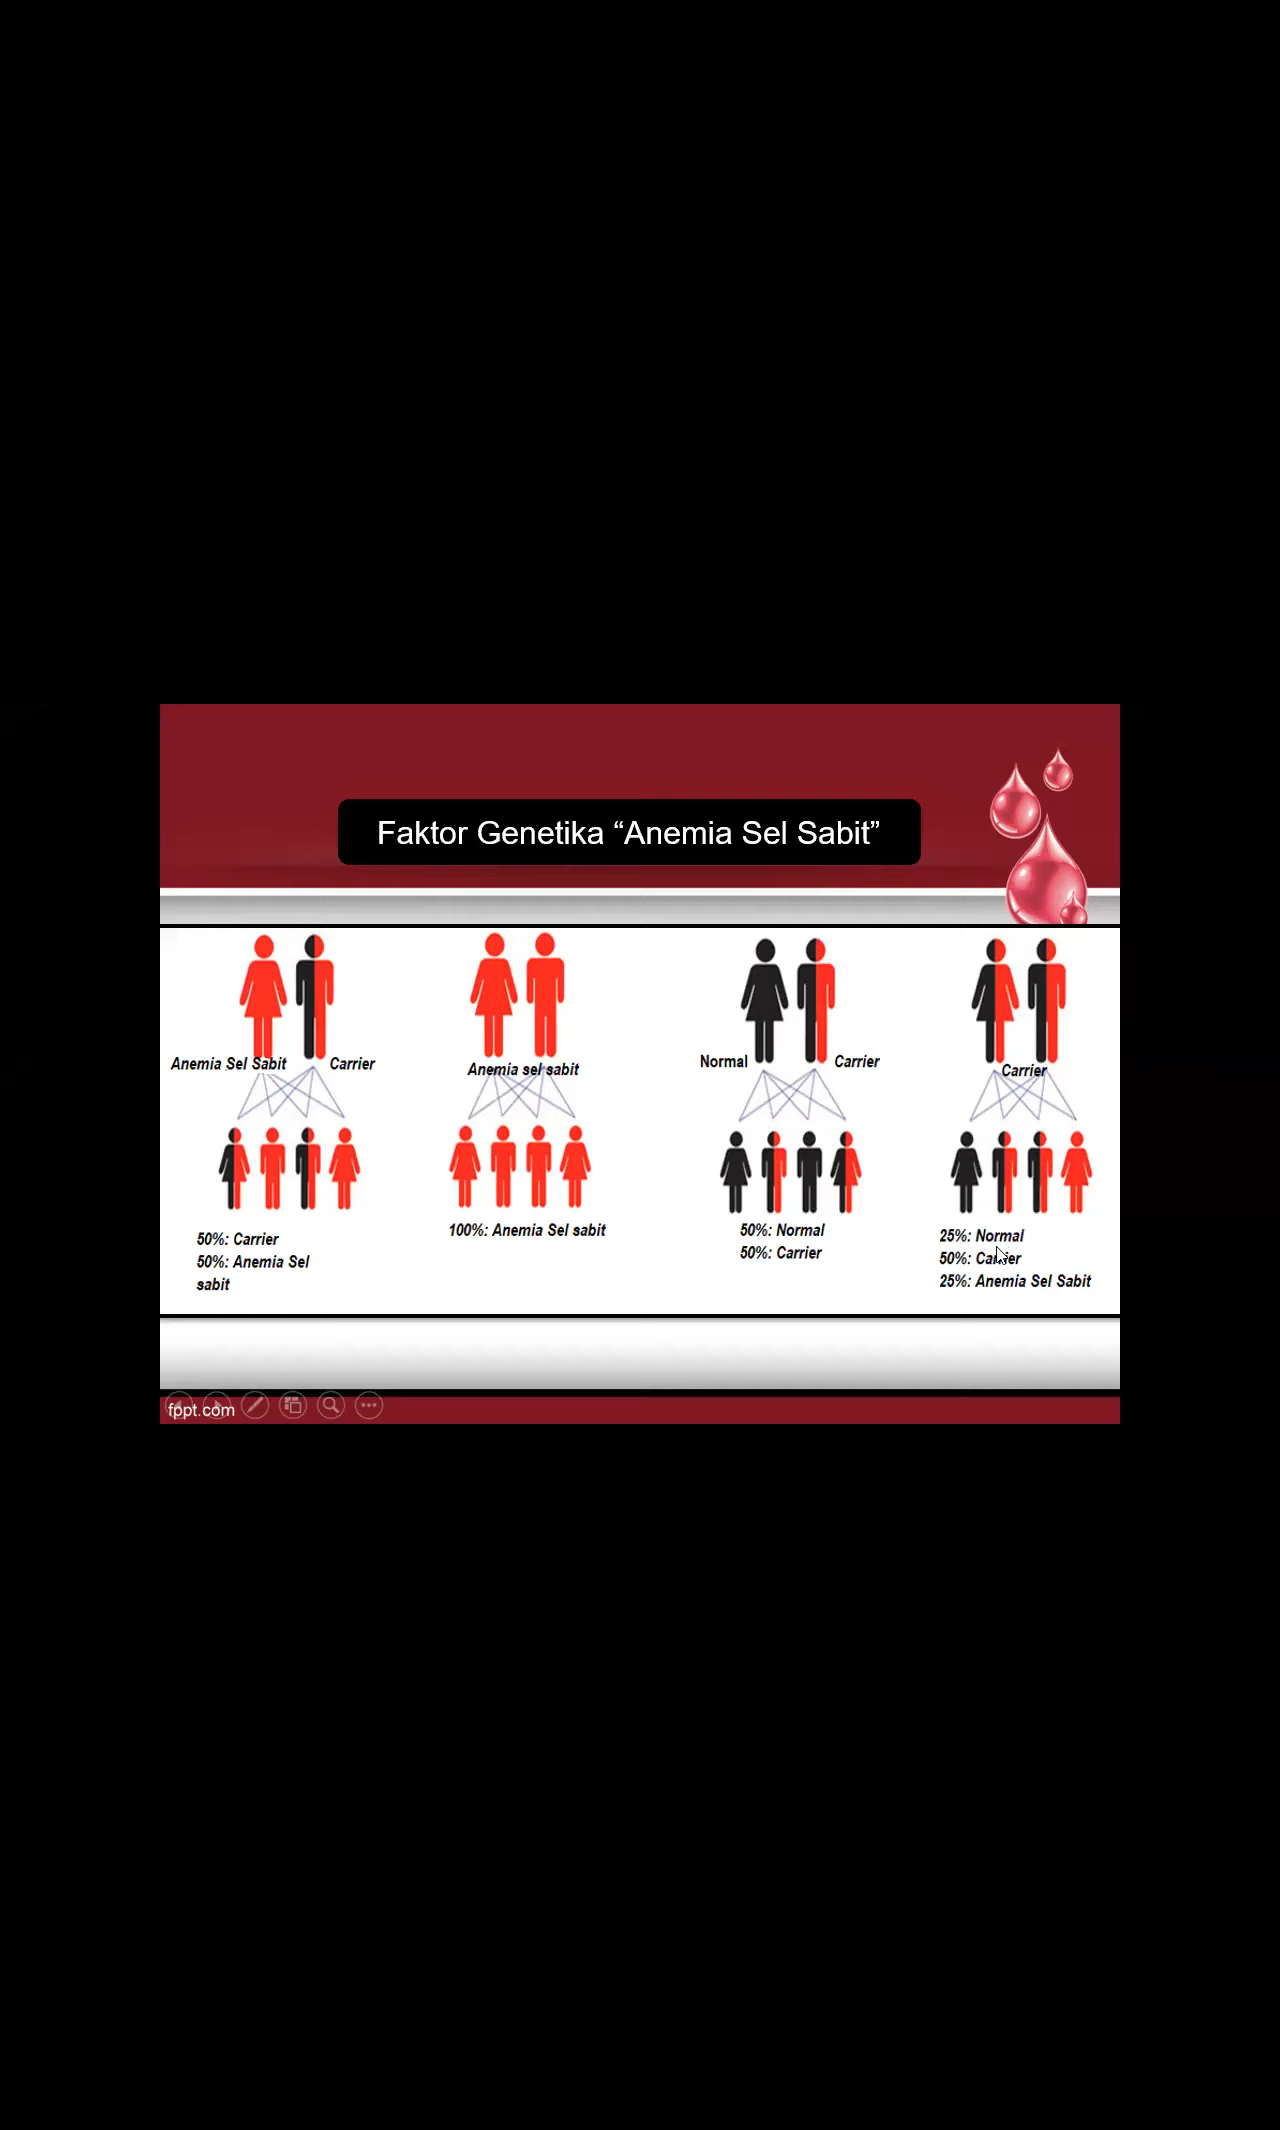 Faktor Genetika “Anemia Sel Sabit”
Anemia Sel Sabit
Carrier
50%: Carrier
50%: Anemia Sel
sabit
Anemia sel sabit
100%: Anemia Sel sabit
Normal
Carrier
50%: Normal
50%: Carrier
Carrier
25%: Normal
50%: Carrier
25%: Anemia Sel Sabit
fppt.com